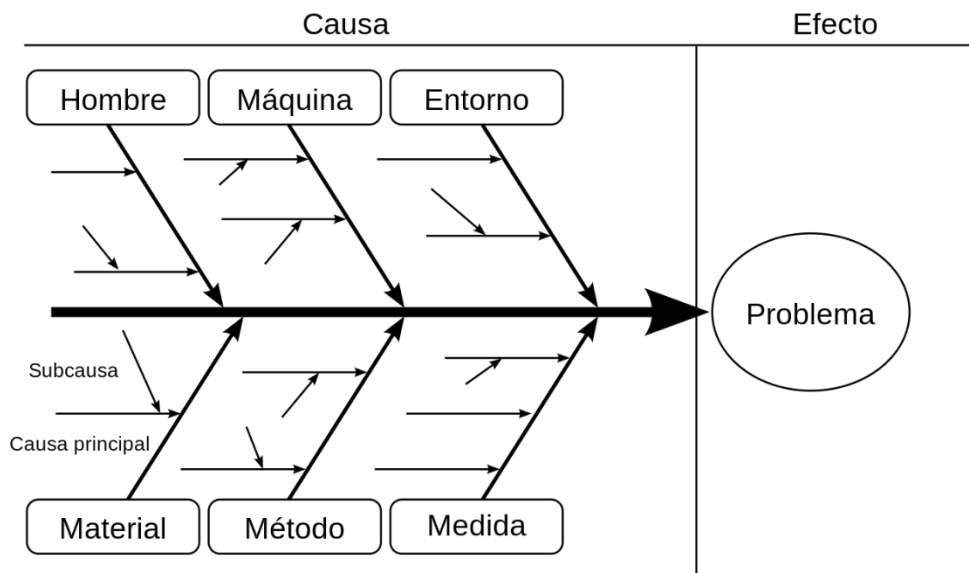 Causa
Efecto
Hombre
Máquina
Entorno
Problema
Subcausa
Causa principal
Material
Método
Medida